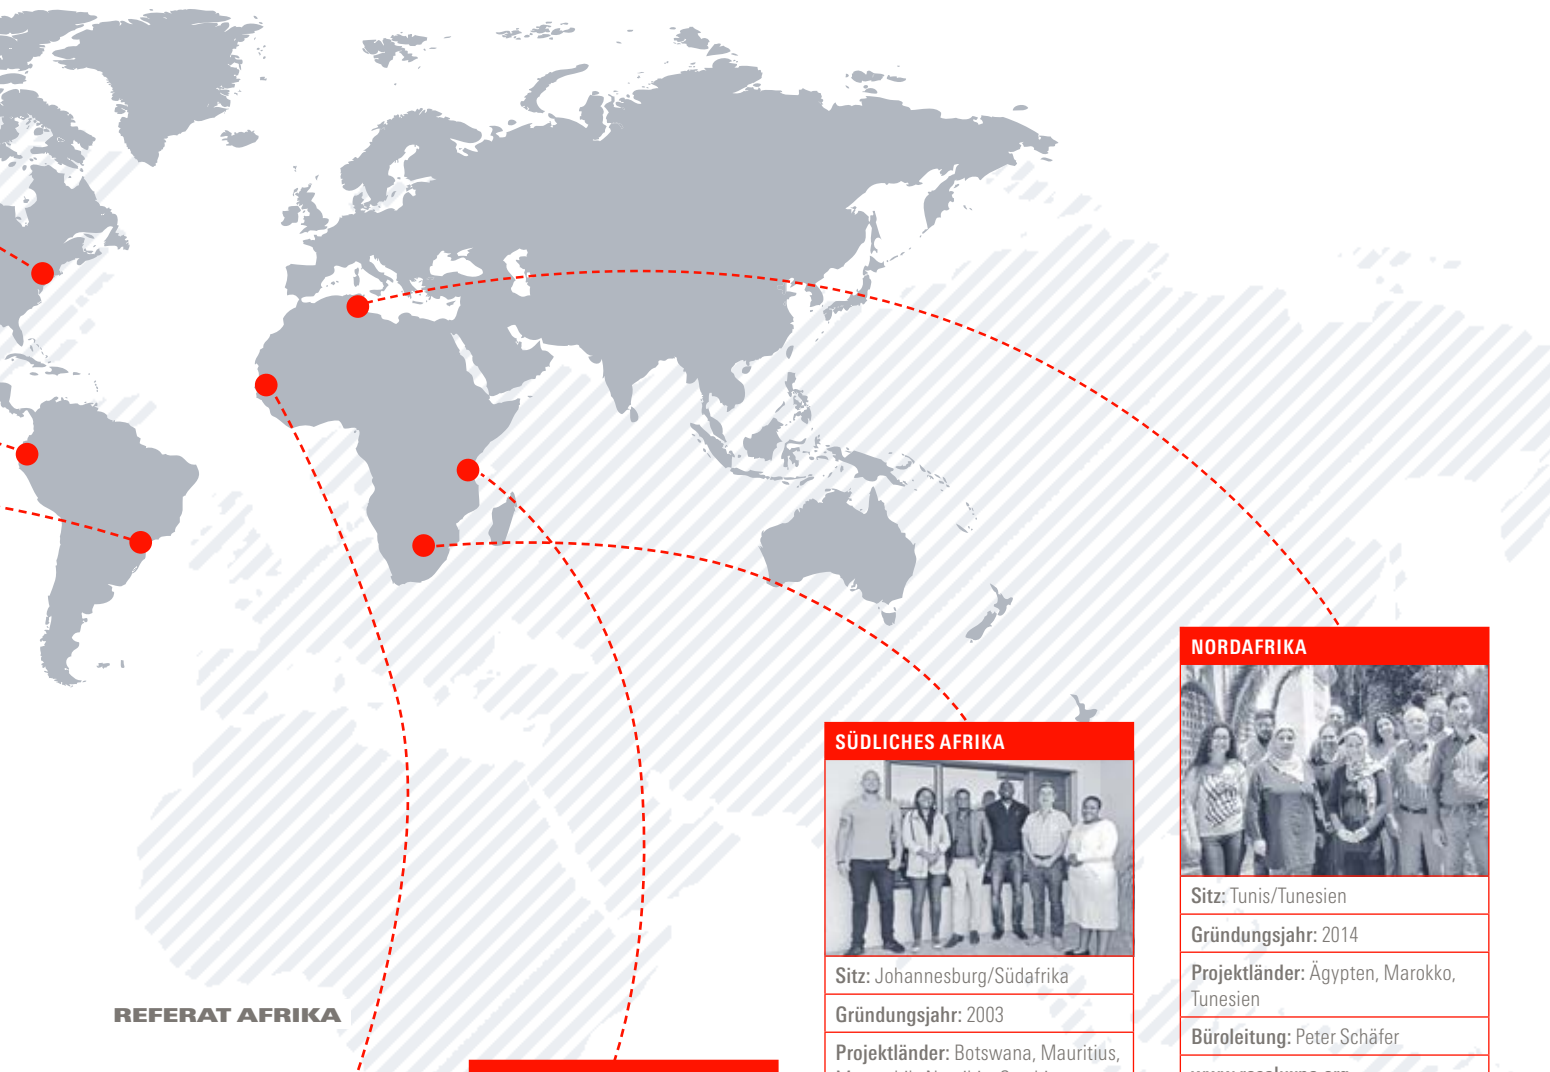 NORDAFRIKA
Sitz: Tunis/Tunesien
Gründungsjahr: 2014
Projektländer: Ägypten, Marokko,
Tunesien
Büroleitung: Peter Schäfer
SÜDLICHES AFRIKA
Sitz: Johannesburg/Südafrika
Gründungsjahr: 2003
Projektländer: Botswana, Mauritius,
REFERAT AFRIKA